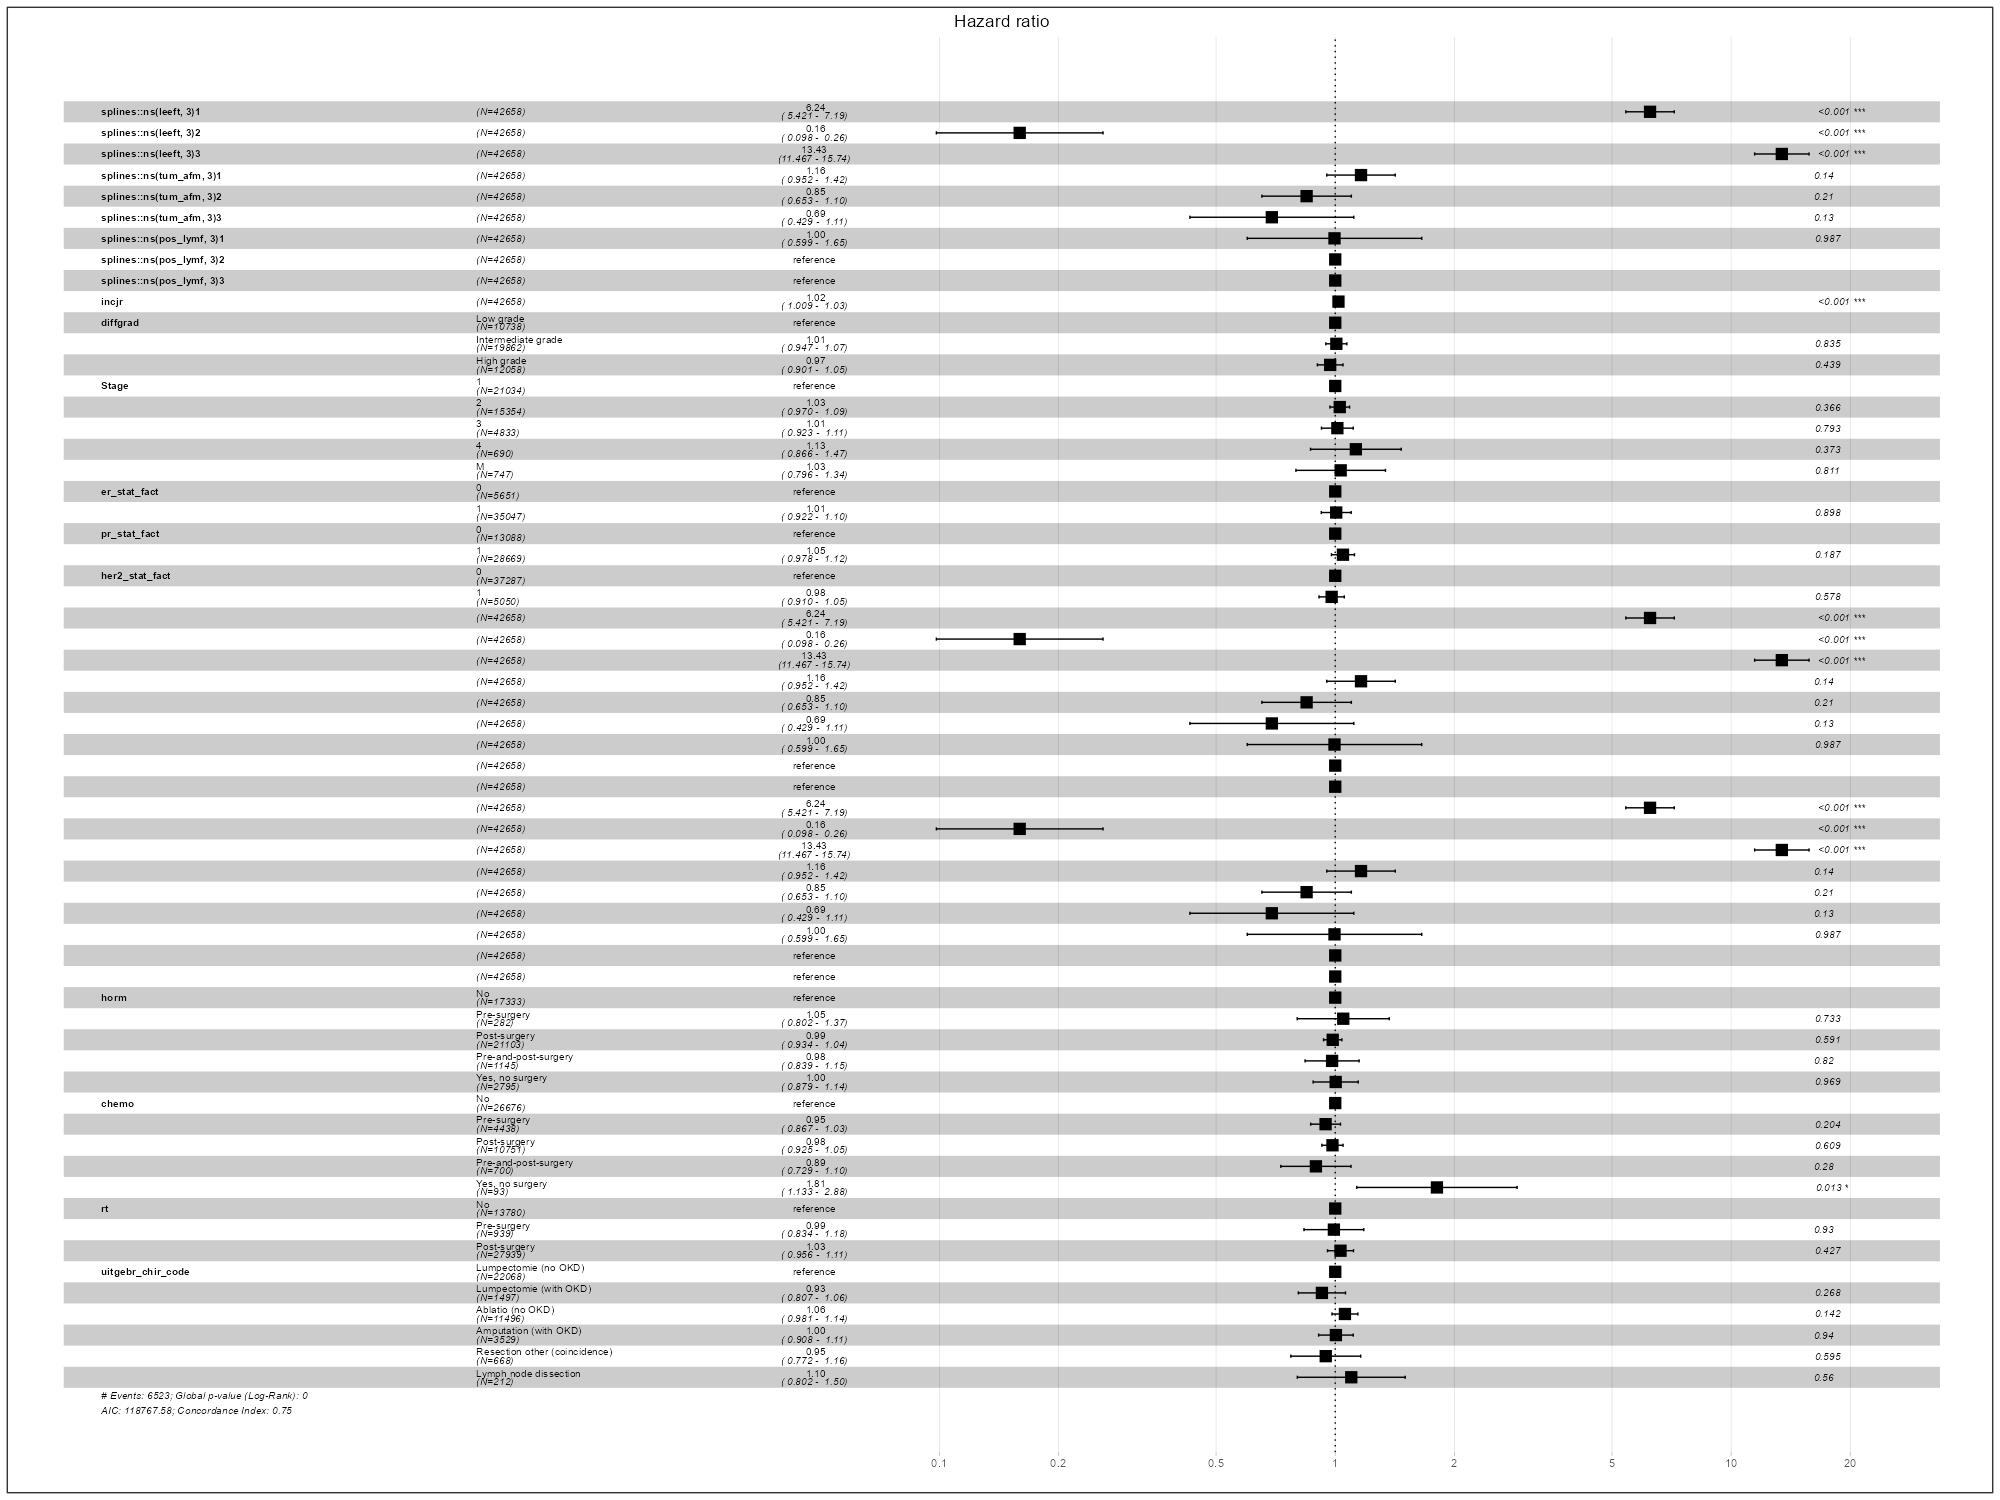 Hazard ratio
splines::ns(leeft, 3)1 (N=42658) 6.24 <0.001 ***
( 5.421 - 7.19)
splines::ns(leeft, 3)2 (N=42658) 0.16 <0.001 ***
( 0.098 - 0.26)
splines::ns(leeft, 3)3 (N=42658) 13.43 <0.001 ***
(11.467 - 15.74)
splines::ns(tum_afm, 3)1 (N=42658) 1.16 0.14
( 0.952 - 1.42)
splines::ns(tum_afm, 3)2 (N=42658) 0.85 0.21
( 0.653 - 1.10)
splines::ns(tum_afm, 3)3 (N=42658) 0.69 0.13
( 0.429 - 1.11)
splines::ns(pos_lymf, 3)1 (N=42658) 1.00 0.987
( 0.599 - 1.65)
splines::ns(pos_lymf, 3)2 (N=42658) reference
splines::ns(pos_lymf, 3)3 (N=42658) reference
incjr (N=42658) 1.02 <0.001 ***
( 1.009 - 1.03)
diffgrad Low grade reference
(N=10738)
Intermediate grade 1.01 0.835
(N=19862) ( 0.947 - 1.07)
High grade 0.97 0.439
(N=12058) ( 0.901 - 1.05)
Stage 1 reference
(N=21034)
2 1.03 0.366
(N=15354) ( 0.970 - 1.09)
3 1.01 0.793
(N=4833) ( 0.923 - 1.11)
4 1.13 0.373
(N=690) ( 0.866 - 1.47)
M 1.03 0.811
(N=747) ( 0.796 - 1.34)
er_stat_fact 0 reference
(N=5651)
1 1.01 0.898
(N=35047) ( 0.922 - 1.10)
pr_stat_fact 0 reference
(N=13088)
1 1.05 0.187
(N=28669) ( 0.978 - 1.12)
her2_stat_fact 0 reference
(N=37287)
1 0.98 0.578
(N=5050) ( 0.910 - 1.05)
(N=42658) 6.24 <0.001 ***
( 5.421 - 7.19)
(N=42658) 0.16 <0.001 ***
( 0.098 - 0.26)
(N=42658) 13.43 <0.001 ***
(11.467 - 15.74)
(N=42658) 1.16 0.14
( 0.952 - 1.42)
(N=42658) 0.85 0.21
( 0.653 - 1.10)
(N=42658) 0.69 0.13
( 0.429 - 1.11)
(N=42658) 1.00 0.987
( 0.599 - 1.65)
(N=42658) reference
(N=42658) reference
(N=42658) 6.24 <0.001 ***
( 5.421 - 7.19)
(N=42658) 0.16 <0.001 ***
( 0.098 - 0.26)
(N=42658) 13.43 <0.001 ***
(11.467 - 15.74)
(N=42658) 1.16 0.14
( 0.952 - 1.42)
(N=42658) 0.85 0.21
( 0.653 - 1.10)
(N=42658) 0.69 0.13
( 0.429 - 1.11)
(N=42658) 1.00 0.987
( 0.599 - 1.65)
(N=42658) reference
(N=42658) reference
horm No reference
(N=17333)
Pre-surgery 1.05 0.733
(N=282) ( 0.802 - 1.37)
Post-surgery 0.99 0.591
(N=21103) ( 0.934 - 1.04)
Pre-and-post-surgery 0.98 0.82
(N=1145) ( 0.839 - 1.15)
Yes, no surgery 1.00 0.969
(N=2795) ( 0.879 - 1.14)
chemo No reference
(N=26676)
Pre-surgery 0.95 0.204
(N=4438) ( 0.867 - 1.03)
Post-surgery 0.98 0.609
(N=10751) ( 0.925 - 1.05)
Pre-and-post-surgery 0.89 0.28
(N=700) ( 0.729 - 1.10)
Yes, no surgery 1.81 0.013 *
(N=93) ( 1.133 - 2.88)
rt No reference
(N=13780)
Pre-surgery 0.99 0.93
(N=939) ( 0.834 - 1.18)
Post-surgery 1.03 0.427
(N=27939) ( 0.956 - 1.11)
uitgebr_chir_code Lumpectomie (no OKD) reference
(N=22068)
Lumpectomie (with OKD) 0.93 0.268
(N=1497) ( 0.807 - 1.06)
Ablatio (no OKD) 1.06 0.142
(N=11496) ( 0.981 - 1.14)
Amputation (with OKD) 1.00 0.94
(N=3529) ( 0.908 - 1.11)
Resection other (coincidence) 0.95 0.595
(N=668) ( 0.772 - 1.16)
Lymph node dissection 1.10 0.56
(N=212) ( 0.802 - 1.50)
# Events: 6523; Global p-value (Log-Rank): 0
AIC: 118767.58; Concordance Index: 0.75
0.1 0.2 0.5 1 2 5 10 20